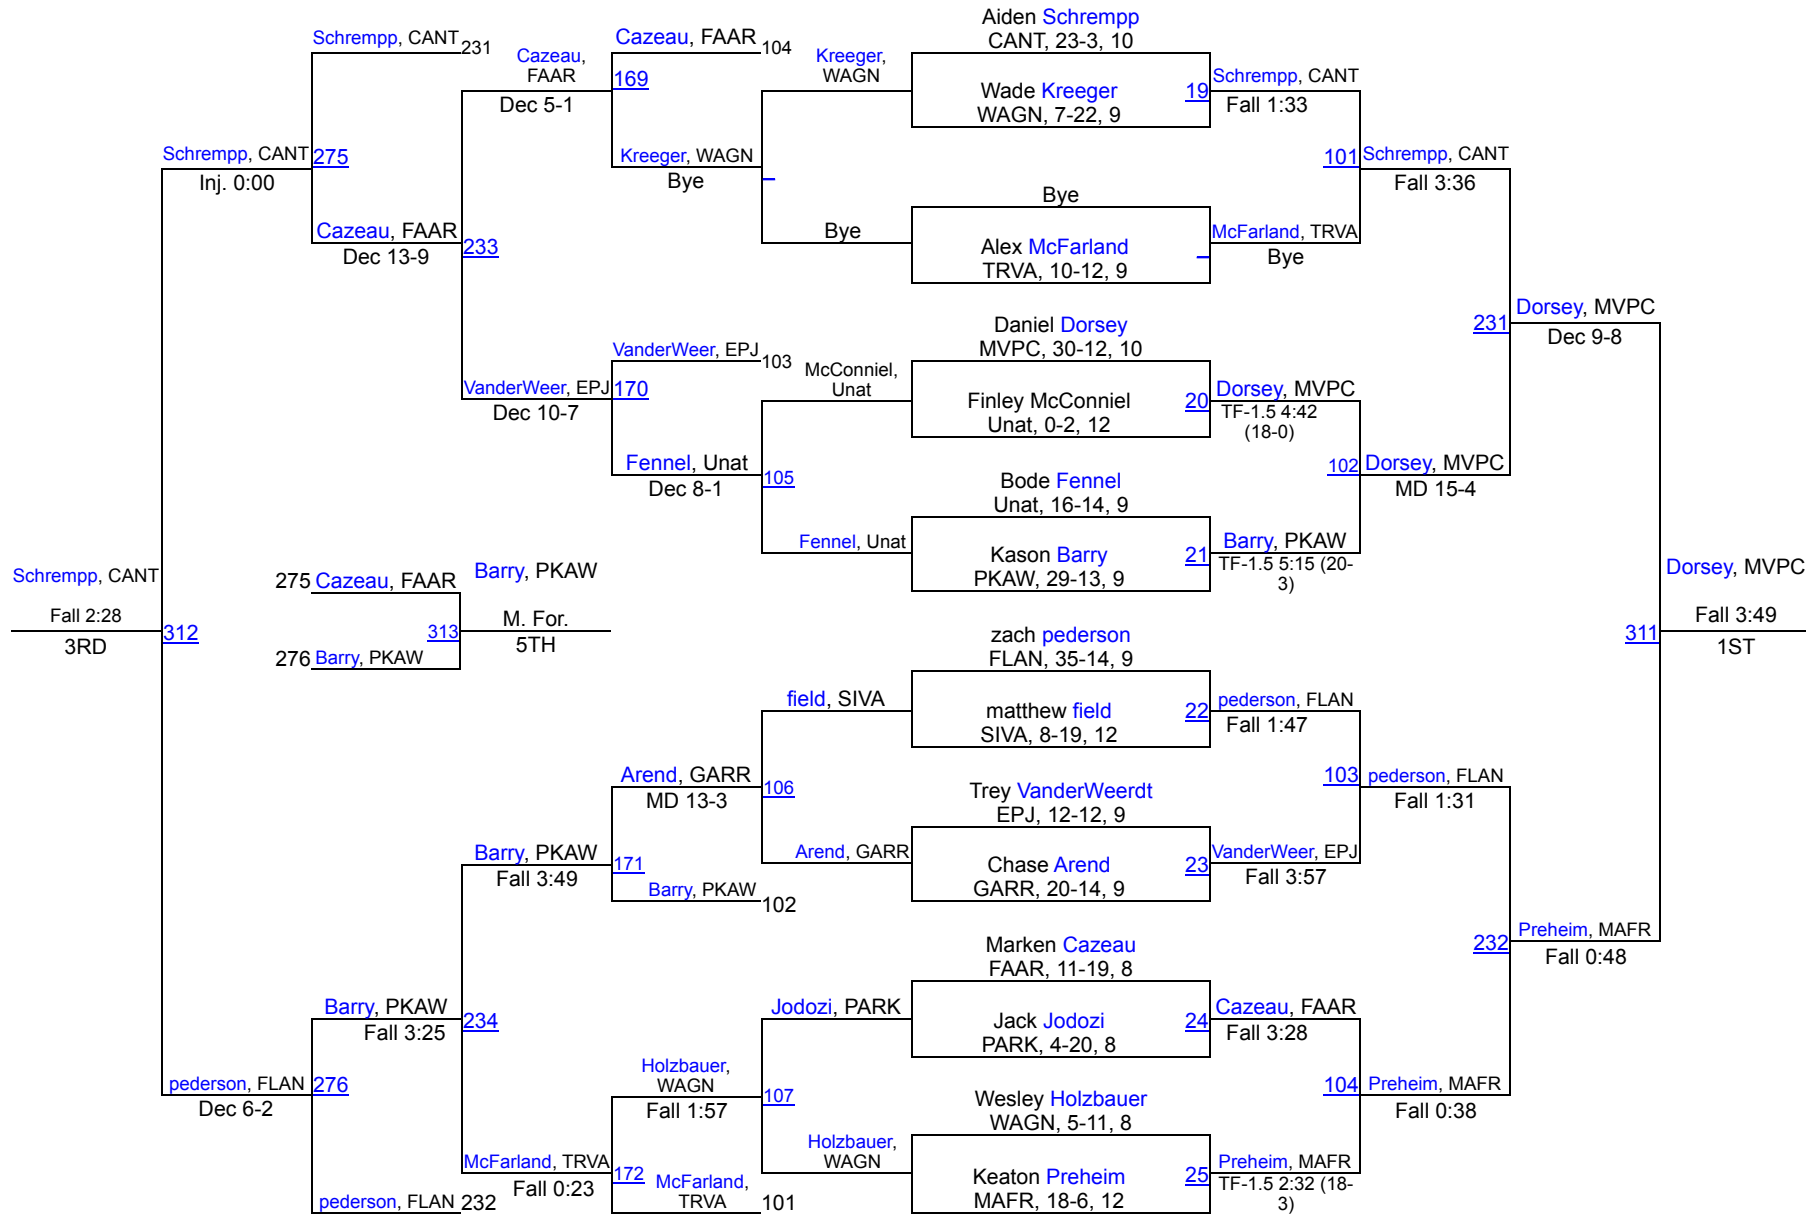 Aiden Schrempp
CANT, 23-3, 10
Wade Kreeger
WAGN, 7-22, 9
19
Bye
Alex McFarland
TRVA, 10-12, 9
Daniel Dorsey
MVPC, 30-12, 10
Finley McConniel
Unat, 0-2, 12
20
Bode Fennel
Unat, 16-14, 9
Kason Barry
PKAW, 29-13, 9
21
zach pederson
FLAN, 35-14, 9
matthew field
SIVA, 8-19, 12
22
Trey VanderWeerdt
EPJ, 12-12, 9
Chase Arend
GARR, 20-14, 9
23
Marken Cazeau
FAAR, 11-19, 8
Jack Jodozi
PARK, 4-20, 8
24
Wesley Holzbauer
WAGN, 5-11, 8
Keaton Preheim
MAFR, 18-6, 12
25
Schrempp, CANT
Fall 1:33
McFarland, TRVA
Bye
Dorsey, MVPC
TF-1.5 4:42
(18-0)
Barry, PKAW
TF-1.5 5:15 (20-
3)
pederson, FLAN
Fall 1:47
VanderWeer, EPJ
Fall 3:57
Cazeau, FAAR
Fall 3:28
Preheim, MAFR
TF-1.5 2:32 (18-
3)
101
Schrempp, CANT
Fall 3:36
102
Dorsey, MVPC
MD 15-4
103
pederson, FLAN
Fall 1:31
104
Preheim, MAFR
Fall 0:38
231
Dorsey, MVPC
Dec 9-8
232
Preheim, MAFR
Fall 0:48
311
Dorsey, MVPC
Fall 3:49
1ST
Kreeger,
WAGN
Bye
McConniel,
Unat
Fennel, Unat
field, SIVA
Arend, GARR
Jodozi, PARK
Holzbauer,
WAGN
Cazeau, FAAR
104
Kreeger, WAGN
Bye
VanderWeer, EPJ
103
Fennel, Unat
Dec 8-1
105
Arend, GARR
MD 13-3
106
Barry, PKAW
102
Holzbauer,
WAGN
Fall 1:57
107
McFarland,
TRVA
101
Cazeau,
FAAR
Dec 5-1
169
VanderWeer, EPJ
Dec 10-7
170
Barry, PKAW
Fall 3:49
171
McFarland, TRVA
Fall 0:23
172
Schrempp, CANT
231
Cazeau, FAAR
Dec 13-9
233
Barry, PKAW
Fall 3:25
234
pederson, FLAN
232
Schrempp, CANT
Inj. 0:00
275
pederson, FLAN
Dec 6-2
276
Schrempp, CANT
Fall 2:28
3RD
312
275
Cazeau, FAAR
276
Barry, PKAW
313
Barry, PKAW
M. For.
5TH